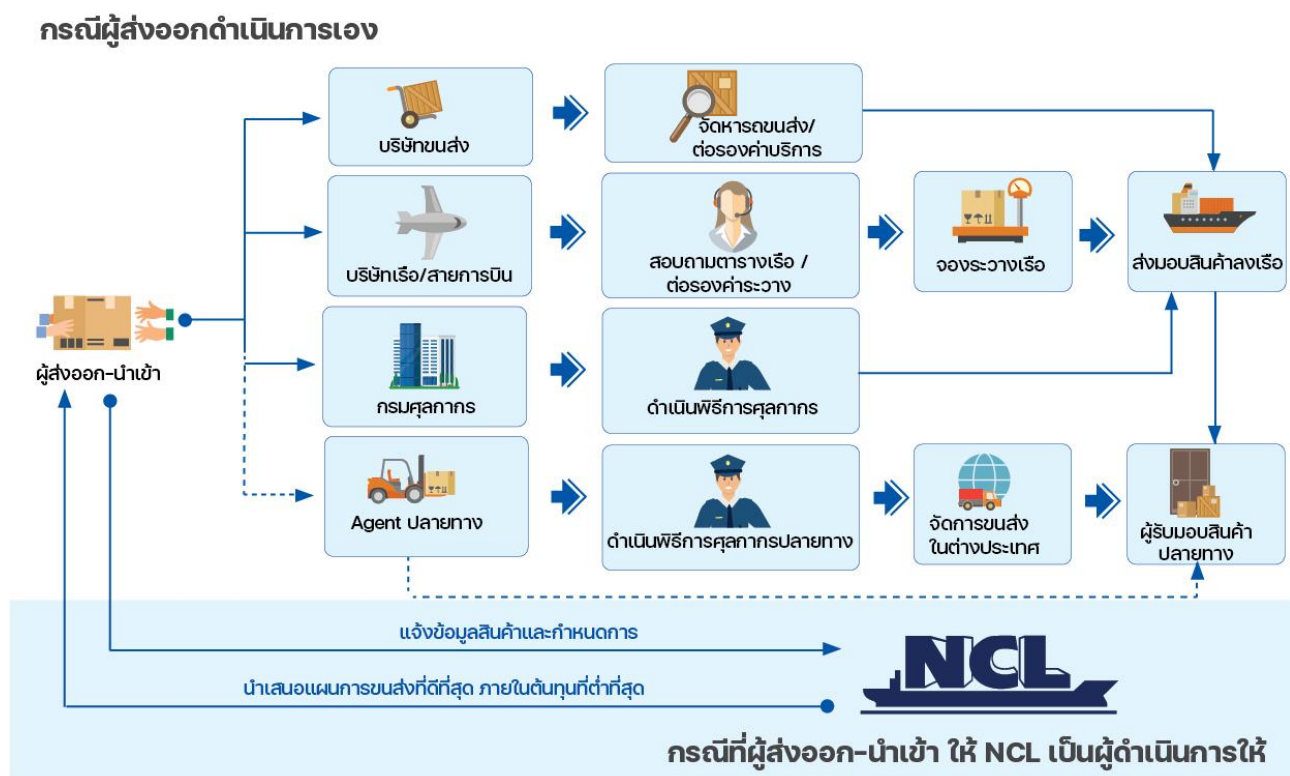 กรณีผู้ส่งออกดำเนินการเอง
บริษัทขนส่ง
จัดหารถขนส่ง/
ต่อรองค่าบริการ
บริษัทเรือ/สายการบิน
สอบถามตารางเรือ /
ต่อรองค่าระวาง
จองระวางเรือ
ส่งมอบสินค้าลงเรือ
ผู้ส่งออก-นำเข้า
กรมศุลกากร
ดำเนินพิธีการศุลกากร
Agent ปลายทาง
ดำเนินพิธีการศุลกากรปลายทาง
จัดการขนส่ง
ในต่างประเทศ
ผู้รับมอบสินค้า
ปลายทาง
แจ้งข้อมูลสินค้าและกำหนดการ
นำเสนอแผนการขนส่งที่ดีที่สุด ภายในต้นทุนที่ต่ำที่สุด
NCL
กรณีที่ผู้ส่งออก-นำเข้า ให้ NCL เป็นผู้ดำเนินการให้